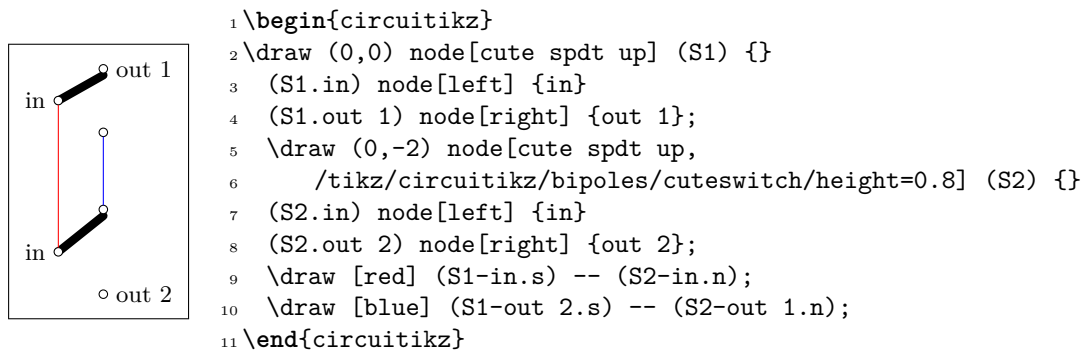 out 1
in
in
out 2
1 \begin{circuitikz}
2 \draw (0,0) node[cute spdt up] (S1) {}
3 (S1.in) node[left] {in}
4 (S1.out 1) node[right] {out 1};
5 \draw (0,-2) node[cute spdt up,
6 /tikz/circuitikz/bipoles/cuteswitch/height=0.8] (S2) {}
7 (S2.in) node[left] {in}
8 (S2.out 2) node[right] {out 2};
9 \draw [red] (S1-in.s) -- (S2-in.n);
10 \draw [blue] (S1-out 2.s) -- (S2-out 1.n);
11 \end{circuitikz}